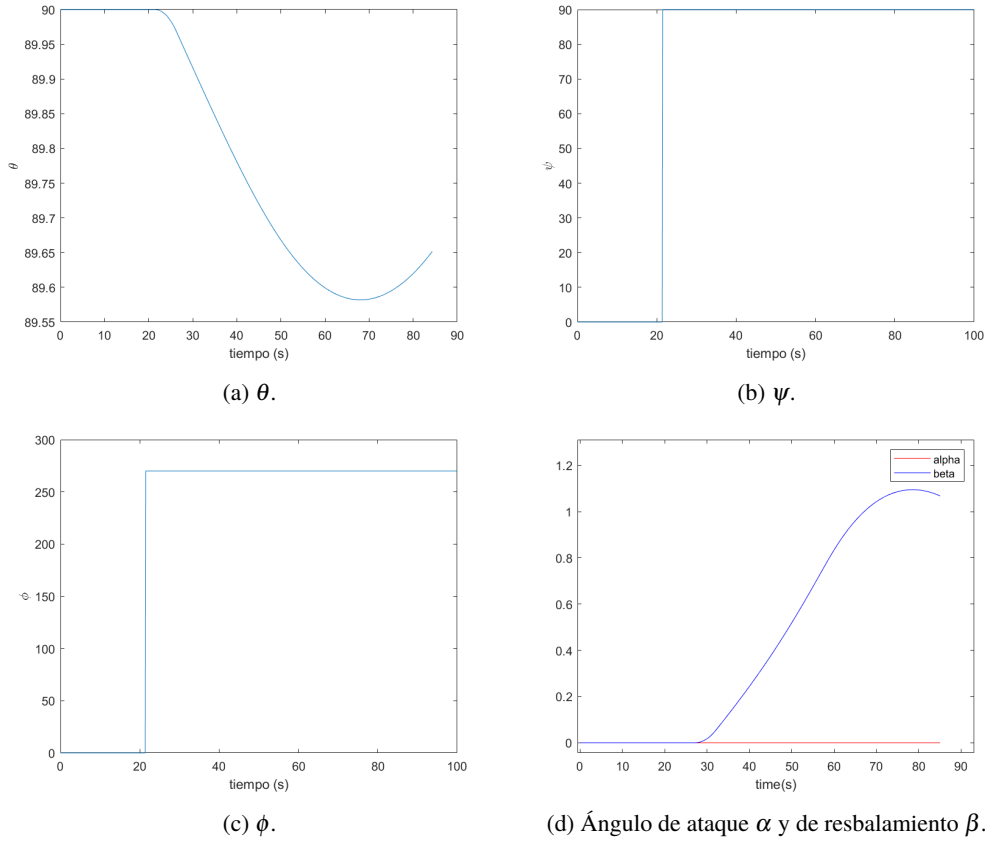 90
89.95
89.9
89.85
89.8
89.75
89.7
89.65
89.6
89.55
θ
0 10 20 30 40 50 60 70 80 90
tiempo (s)
(a) θ.
90
80
70
60
50
40
30
20
10
0
ψ
0 20 40 60 80 100
tiempo (s)
(b) ψ.
300
250
200
150
100
50
0
ϕ
0 20 40 60 80 100
tiempo (s)
(c) ϕ.
alpha
beta
1.2
1
0.8
0.6
0.4
0.2
0
0 10 20 30 40 50 60 70 80 90
time(s)
(d) Ángulo de ataque α y de resbalamiento β.